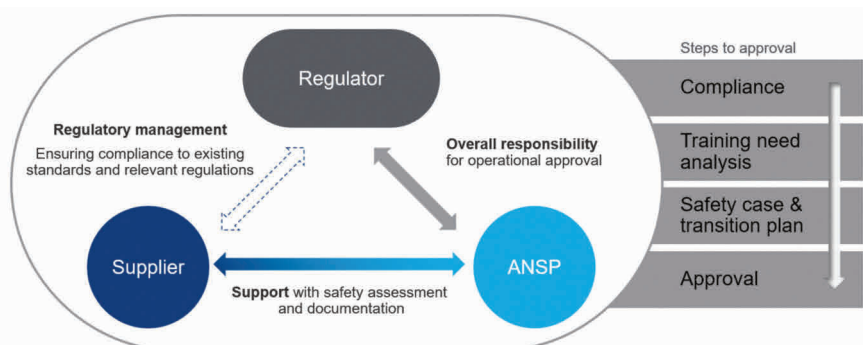 Regulator
Regulatory management
Ensuring compliance to existing
standards and relevant regulations
Overall responsibility
for operational approval
Supplier
ANSP
Support with safety assessment
and documentation
Steps to approval
Compliance
Training need
analysis
Safety case &
transition plan
Approval